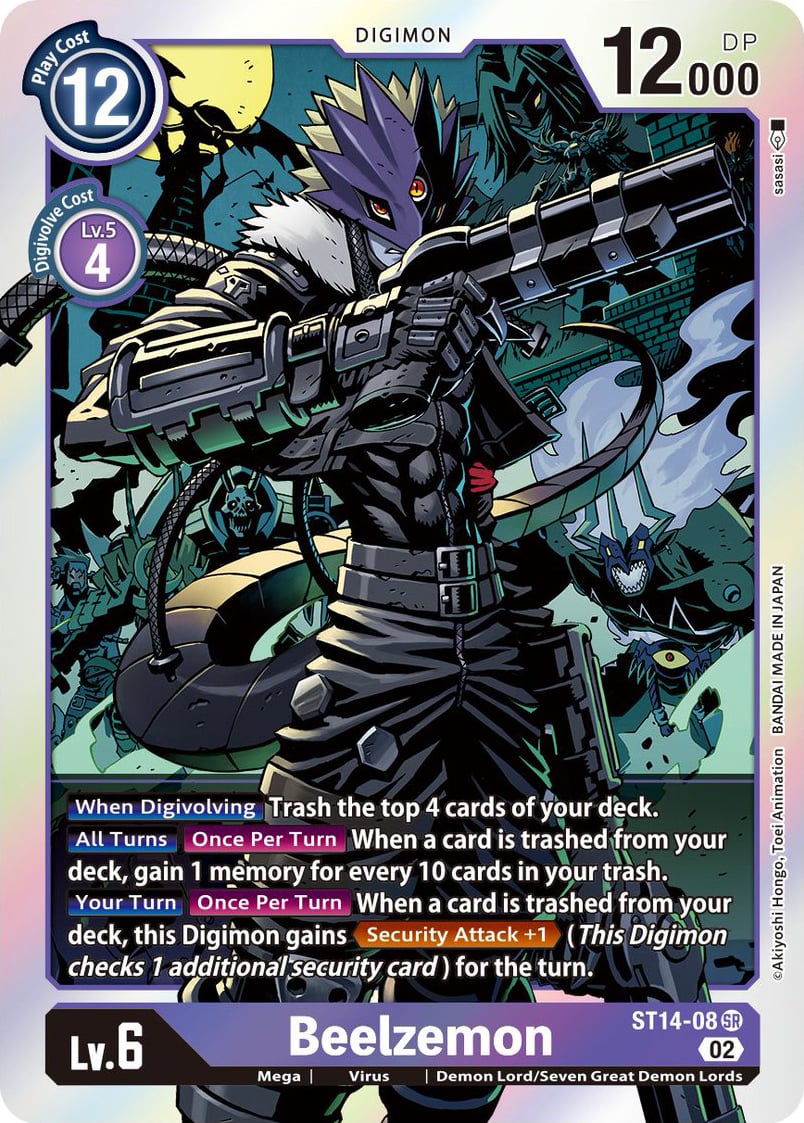 DIGIMON
Play Cost
12
12000
DP
Digivolve Cost
Lv.5
4
sasasi
When Digivolving Trash the top 4 cards of your deck.
All Turns Once Per Turn When a card is trashed from your
deck, gain 1 memory for every 10 cards in your trash.
Your Turn Once Per Turn When a card is trashed from your
deck, this Digimon gains Security Attack +1 (This Digimon
checks 1 additional security card) for the turn.
©Akiyoshi Hongo, Toei Animation BANDAI MADE IN JAPAN
Lv.6
Beelzemon
ST14-08 SR
02
Mega | Virus | Demon Lord/Seven Great Demon Lords